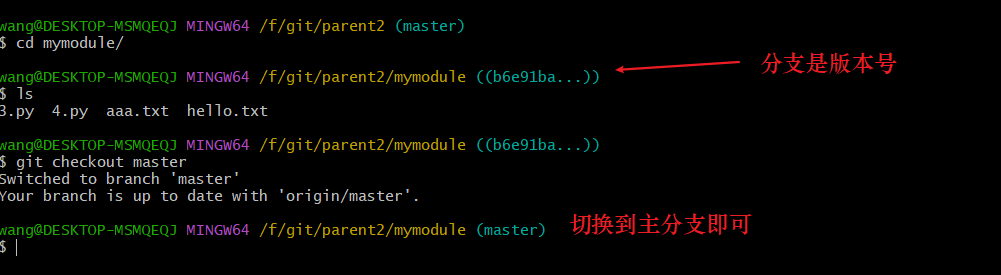 wang@DESKTOP-MSMQEQJ MINGW64 /f/git/parent2 (master)
$ cd mymodule/
wang@DESKTOP-MSMQEQJ MINGW64 /f/git/parent2/mymodule ((b6e91ba...))
分支是版本号
$ ls
3.py  4.py  aaa.txt  hello.txt
wang@DESKTOP-MSMQEQJ MINGW64 /f/git/parent2/mymodule ((b6e91ba...))
$ git checkout master
Switched to branch 'master'
Your branch is up to date with 'origin/master'.
wang@DESKTOP-MSMQEQJ MINGW64 /f/git/parent2/mymodule (master)
切换到主分支即可
$